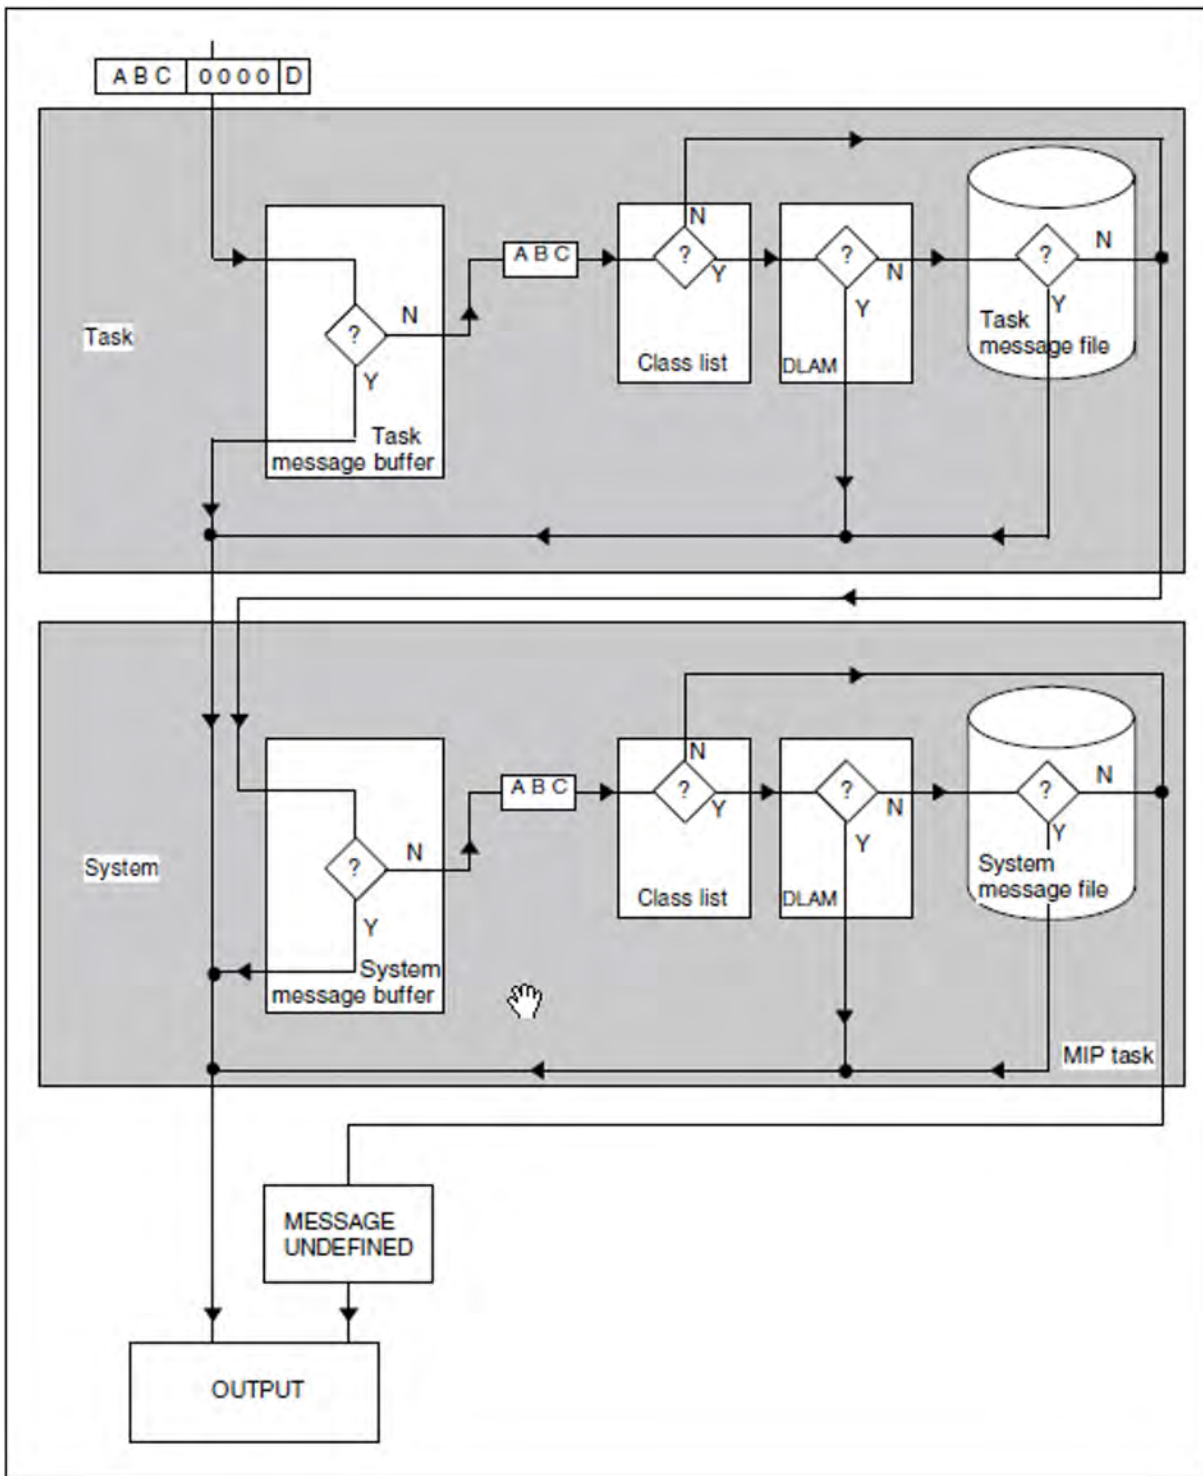 A B C 0 0 0 0 D
N
A B C
?
N
Y
?
N
Y
?
N
Y
Task
message file
Task
?
N
Y
Class list
DLAM
Task
message buffer
N
A B C
?
Y
?
N
Y
?
N
Y
System
message file
System
?
N
Y
Class list
DLAM
System
message buffer
MIP task
MESSAGE
UNDEFINED
OUTPUT